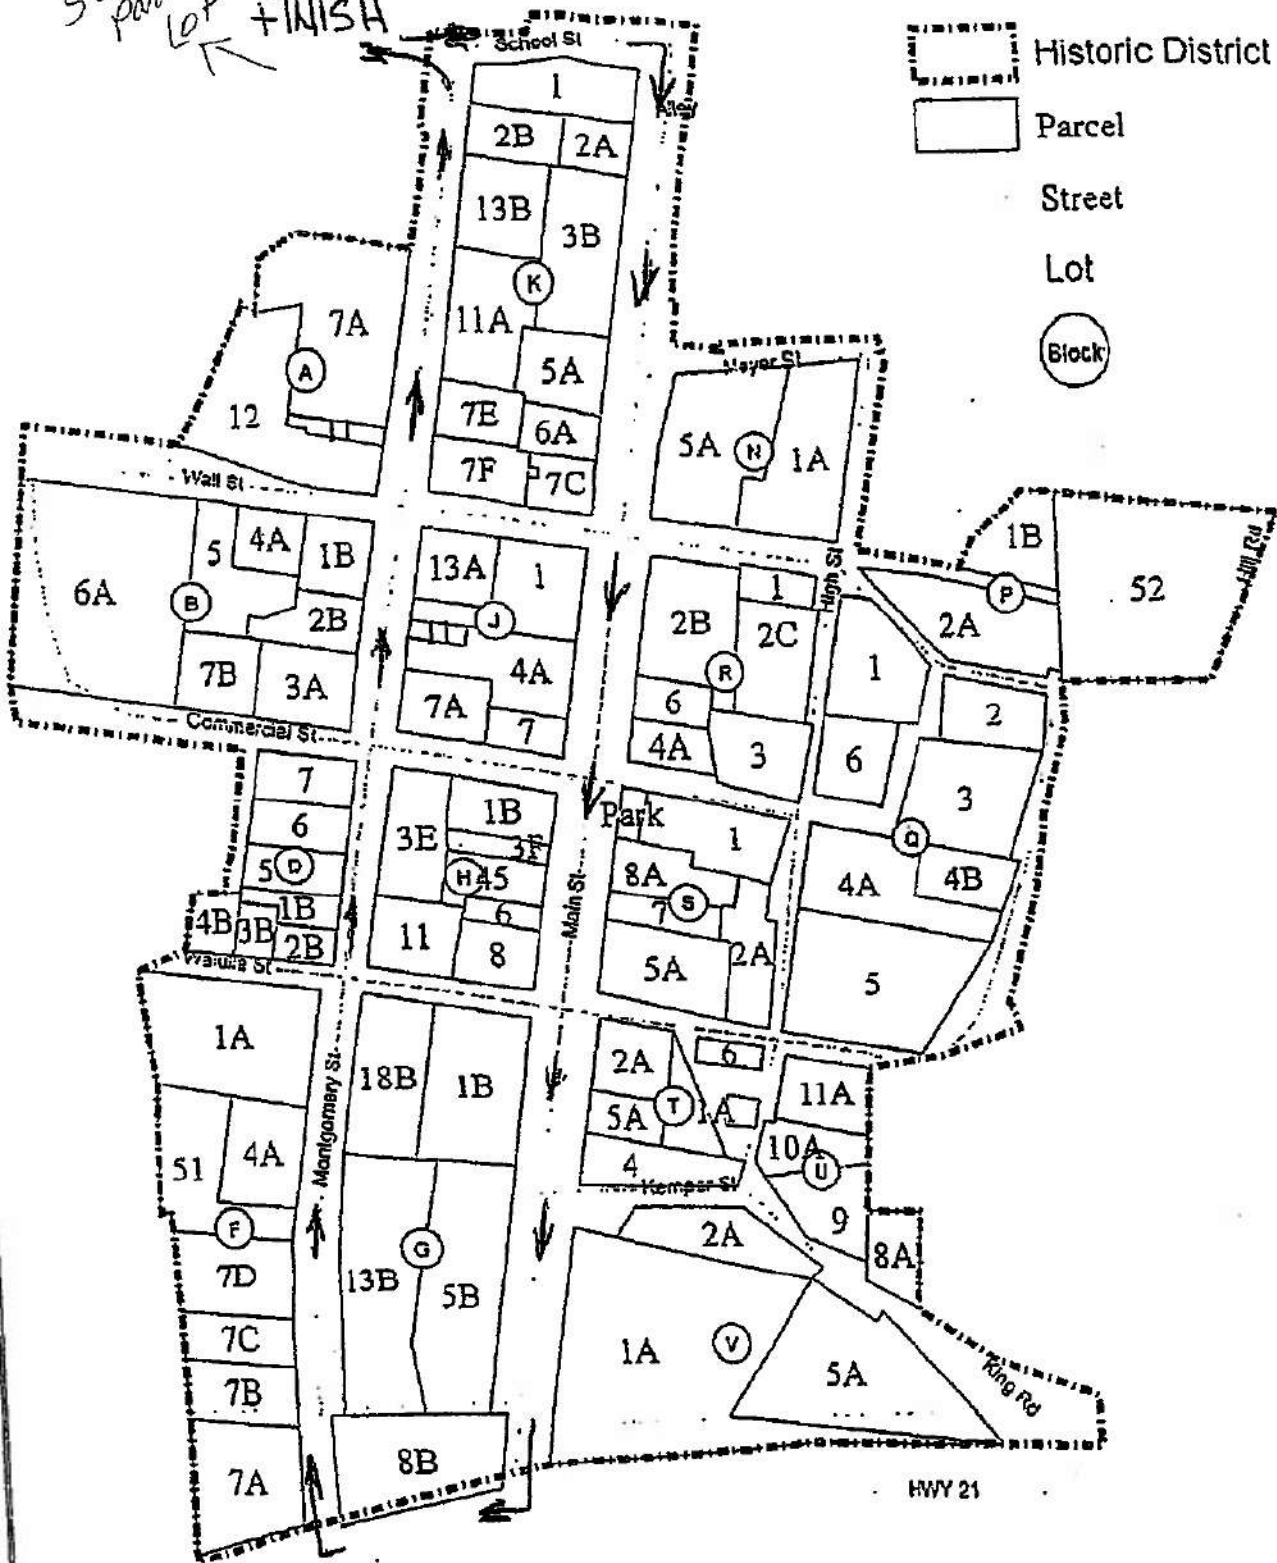 LOT
+INISH
School St
Historic District
Parcel
Street
Lot
Block
1
2B
2A
13B
3B
K
11A
5A
7E
6A
7F
7C
7A
A
12
Wall St
5A
N
1A
High St
1B
P
52
2A
Hill Rd
6A
5
4A
1B
B
2B
7B
3A
13A
1
J
4A
7A
7
2B
1
2C
R
6
4A
3
1
6
2
3
Q
4A
4B
5
Commercial St
7
6
5
D
1B
4B
3B
2B
3E
1B
3F
H
45
6
11
8
Main St
Park
1
8A
7
S
5A
2A
1A
51
4A
F
7D
7C
7B
7A
Montgomery St
18B
1B
13B
G
5B
8B
2A
5A
T
1A
4
6
11A
10A
U
9
8A
Kemper St
2A
1A
V
5A
King Rd
HWY 21